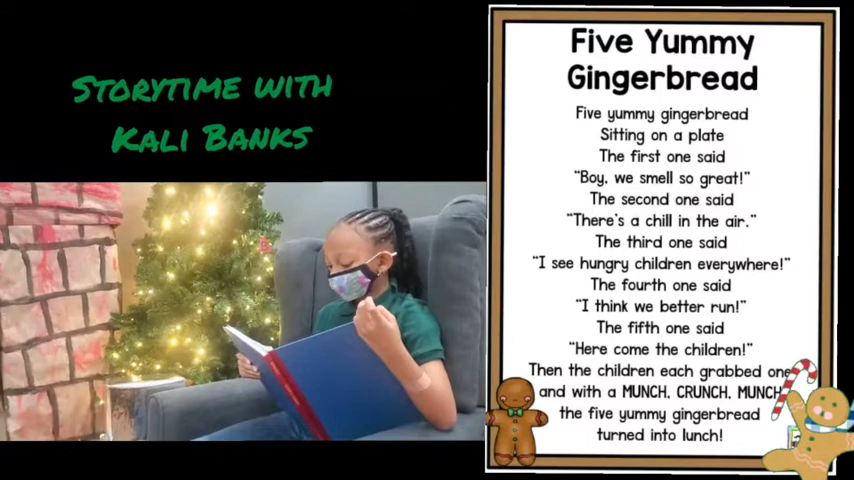 STORYTIME WITH
KALI BANKS
Five Yummy
Gingerbread
Five yummy gingerbread
Sitting on a plate
The first one said
"Boy, we smell so great!"
The second one said
"There's a chill in the air."
The third one said
"I see hungry children everywhere!"
The fourth one said
"I think we better run!"
The fifth one said
"Here come the children!"
Then the children each grabbed one
and with a MUNCH, CRUNCH, MUNCH
the five yummy gingerbread
turned into lunch!